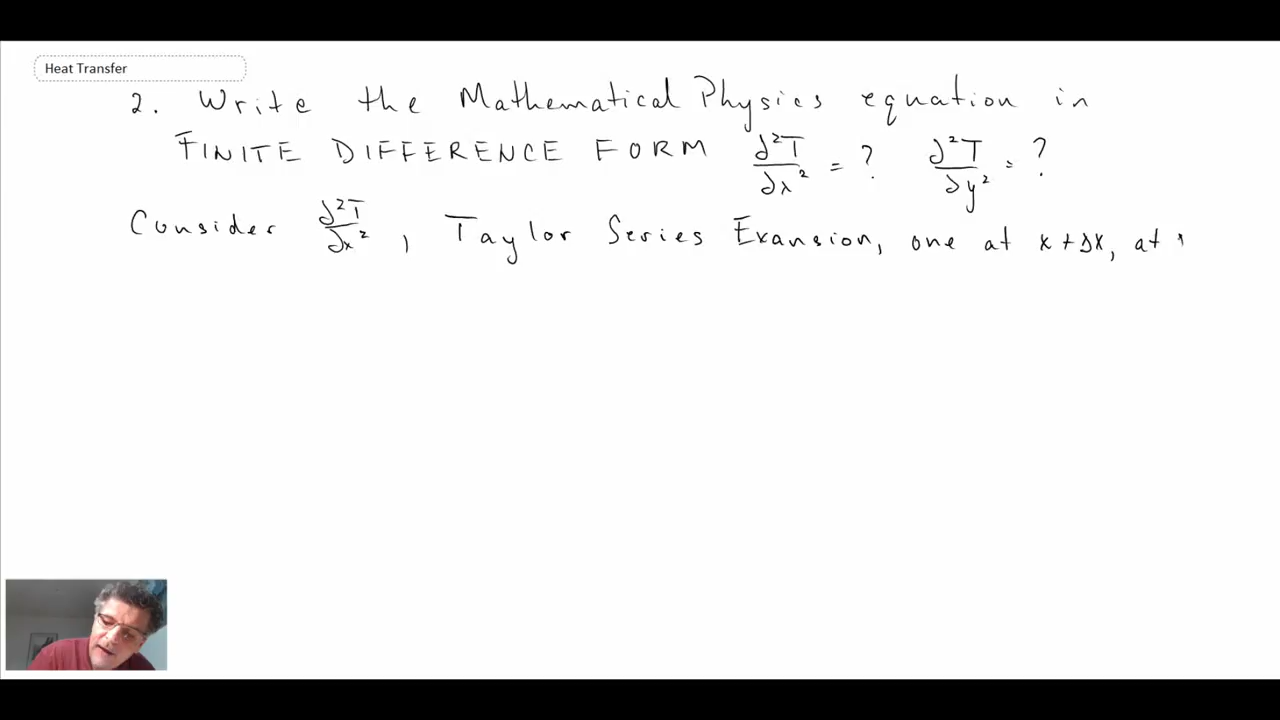 Heat Transfer
2. Write the Mathematical Physics equation in
FINITE DIFFERENCE FORM ∂²T/∂x² = ? ∂²T/∂y² = ?
Consider ∂²T/∂x² , Taylor Series Exansion, one at x+Δx, at